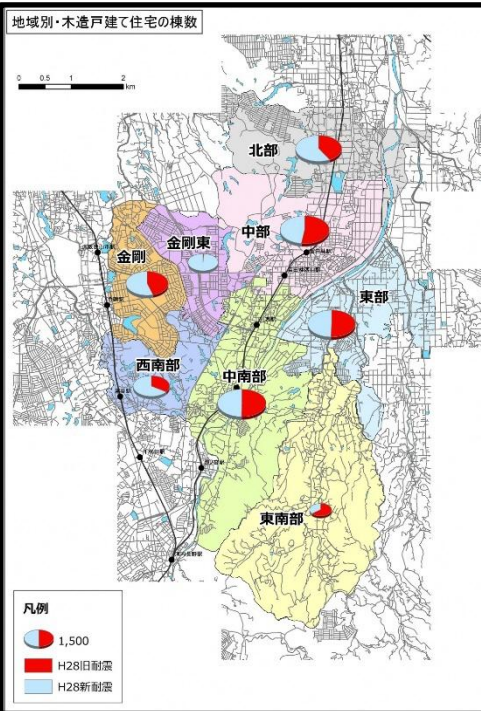 地域別・木造戸建て住宅の棟数
0 0.5 1 2
km
北部
中部
金剛東
金剛
東部
西南部
中南部
東南部
凡例
1,500
H28旧耐震
H28新耐震